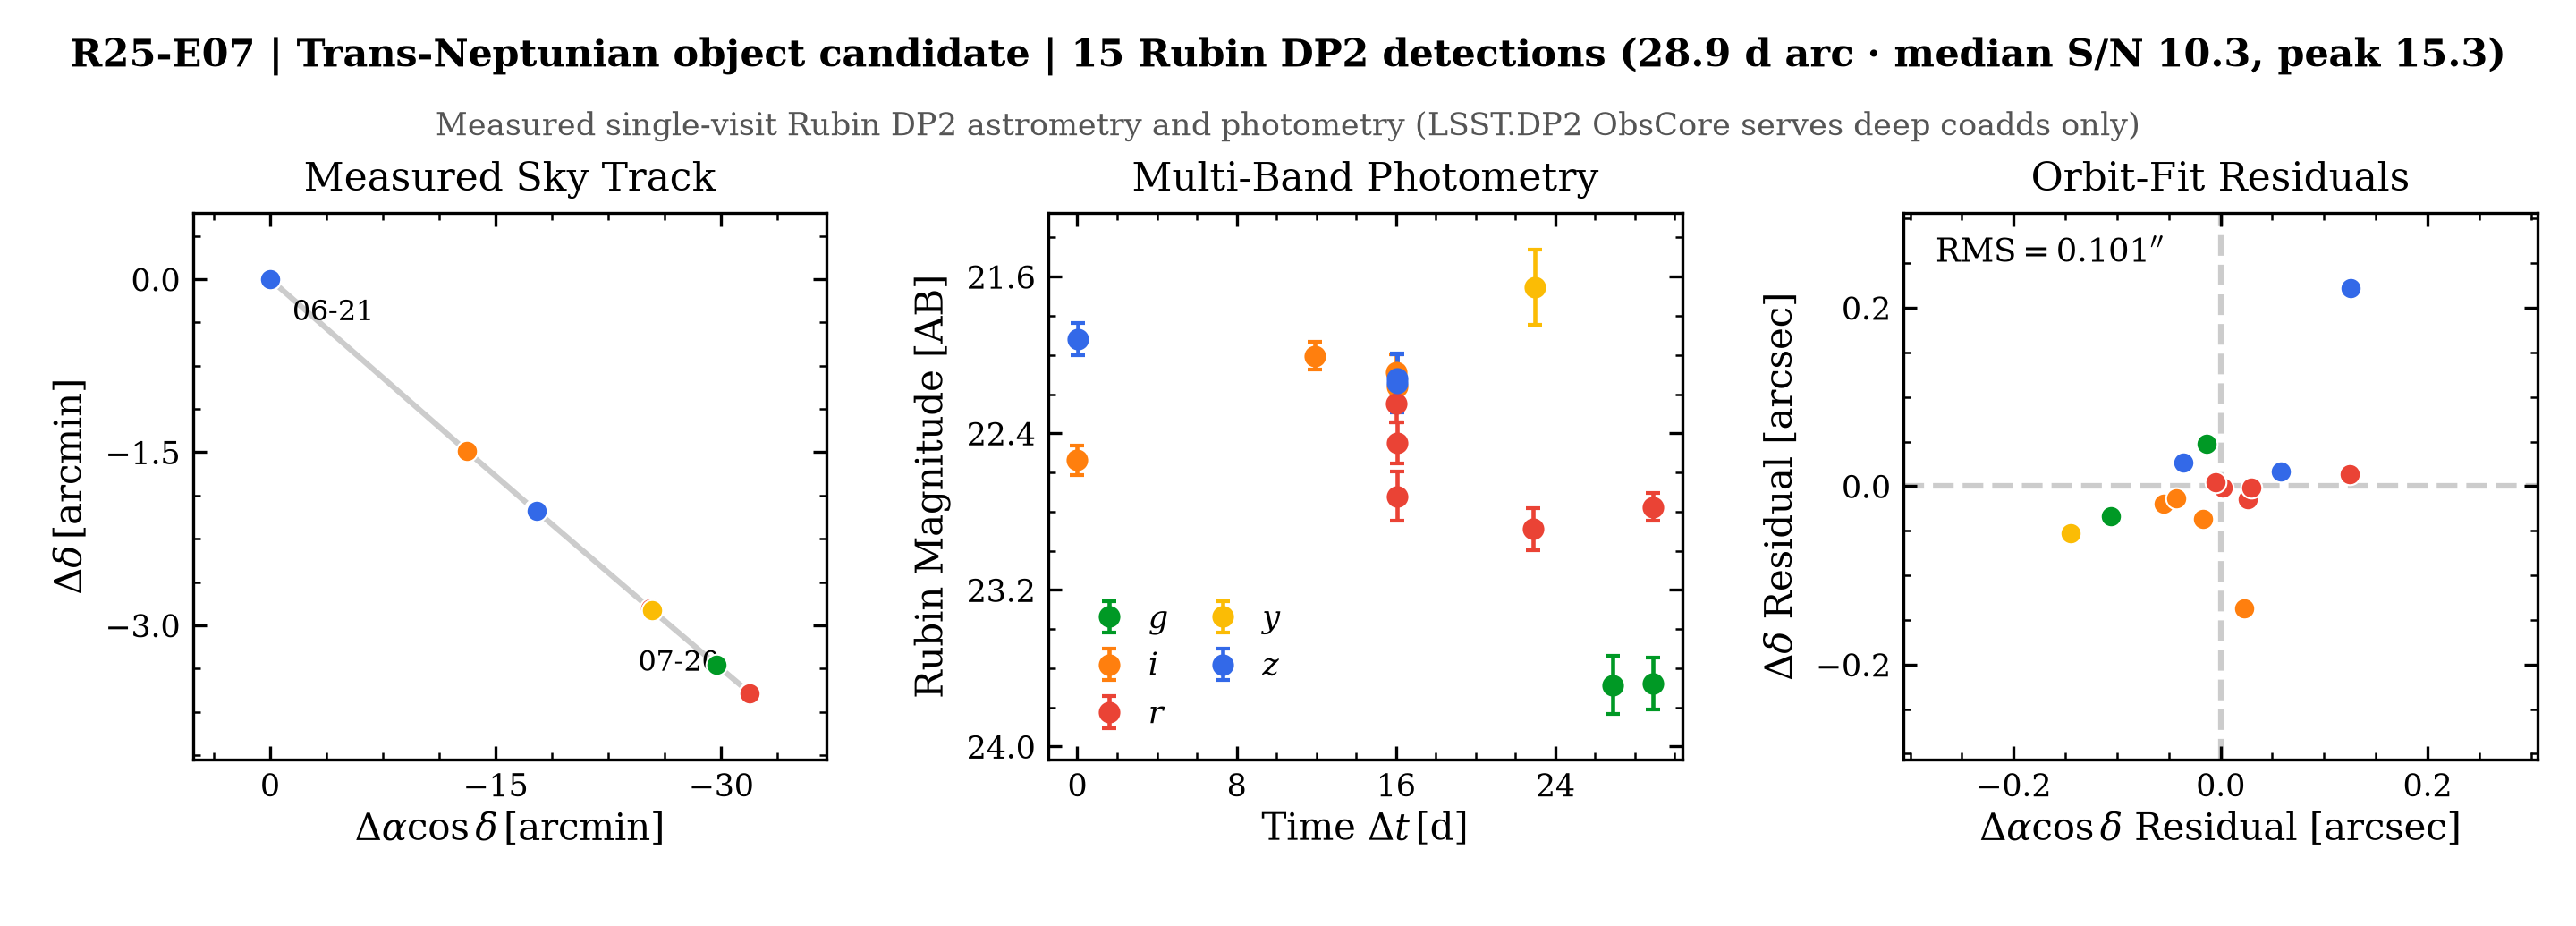 R25-E07 | Trans-Neptunian object candidate | 15 Rubin DP2 detections (28.9 d arc · median S/N 10.3, peak 15.3)
Measured single-visit Rubin DP2 astrometry and photometry (LSST.DP2 ObsCore serves deep coadds only)
Measured Sky Track
Δδ [arcmin]
0.0
−1.5
−3.0
06-21
07-20
0
−15
−30
Δαcos δ [arcmin]
Multi-Band Photometry
Rubin Magnitude [AB]
21.6
22.4
23.2
24.0
g
i
r
y
z
0
8
16
24
Time Δt [d]
Orbit-Fit Residuals
RMS = 0.101″
Δδ Residual [arcsec]
0.2
0.0
−0.2
−0.2
0.0
0.2
Δαcos δ Residual [arcsec]